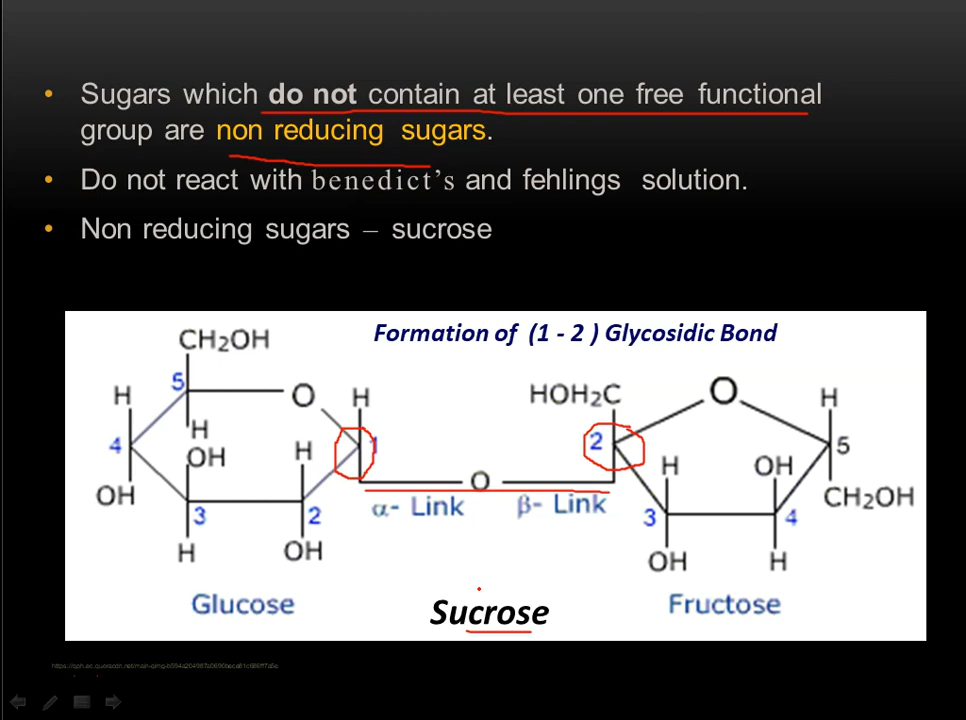 • Sugars which do not contain at least one free functional
group are non reducing sugars.
• Do not react with benedict’s and fehlings solution.
• Non reducing sugars – sucrose
Formation of (1 - 2 ) Glycosidic Bond
CH2OH
HOH2C
O
O
H
5
H
H
H
4
H
OH
H
1
2
H
OH
5
OH
O
CH2OH
3
2
α- Link
β- Link
3
4
H
OH
OH
H
Glucose
Sucrose
Fructose